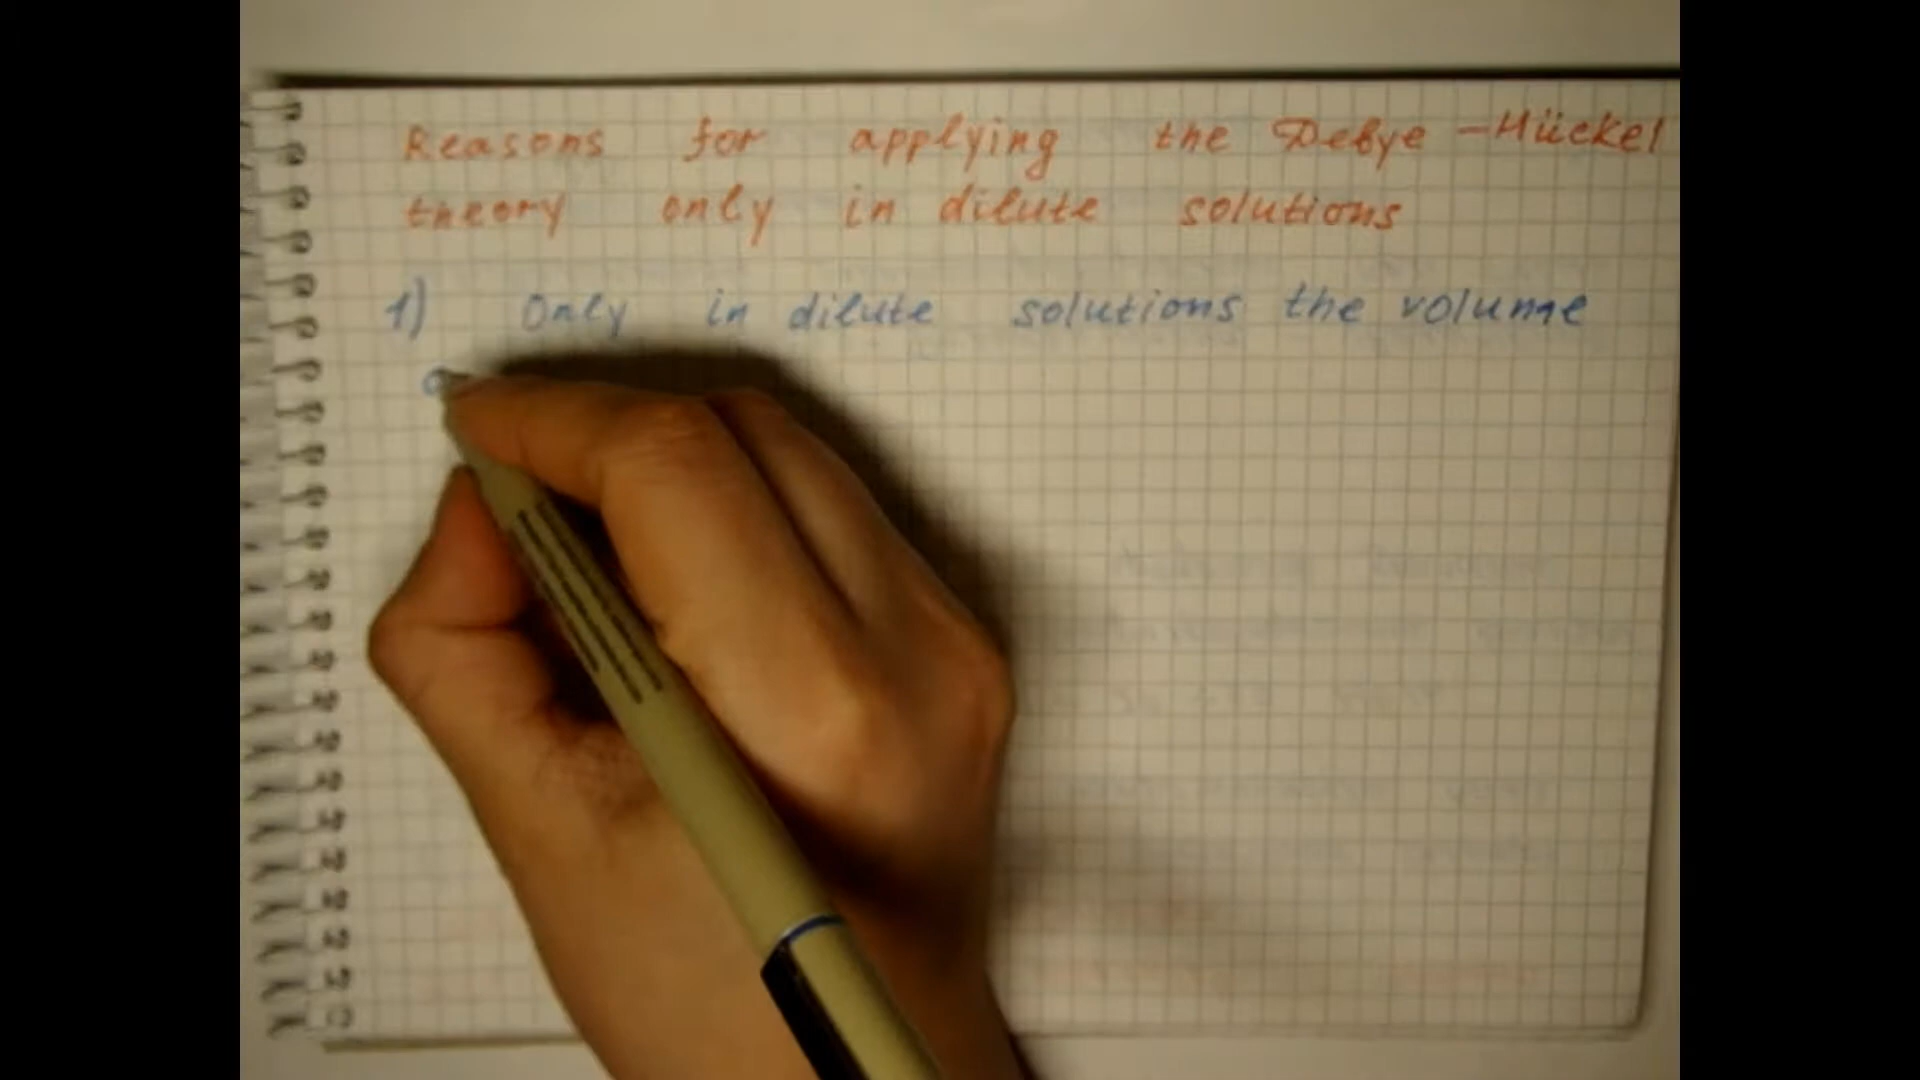 Reasons for applying the Debye-Hückel
theory only in dilute solutions
1) Only in dilute solutions the volume